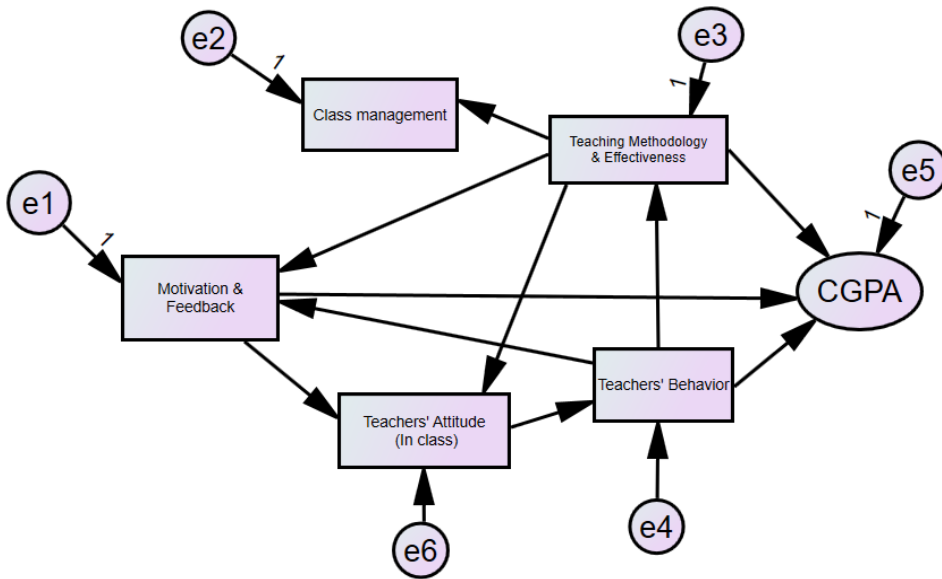 e2
1
e3
1
Class management
Teaching Methodology
& Effectiveness
e5
1
e1
1
Motivation &
Feedback
CGPA
Teachers' Behavior
Teachers' Attitude
(In class)
e4
e6